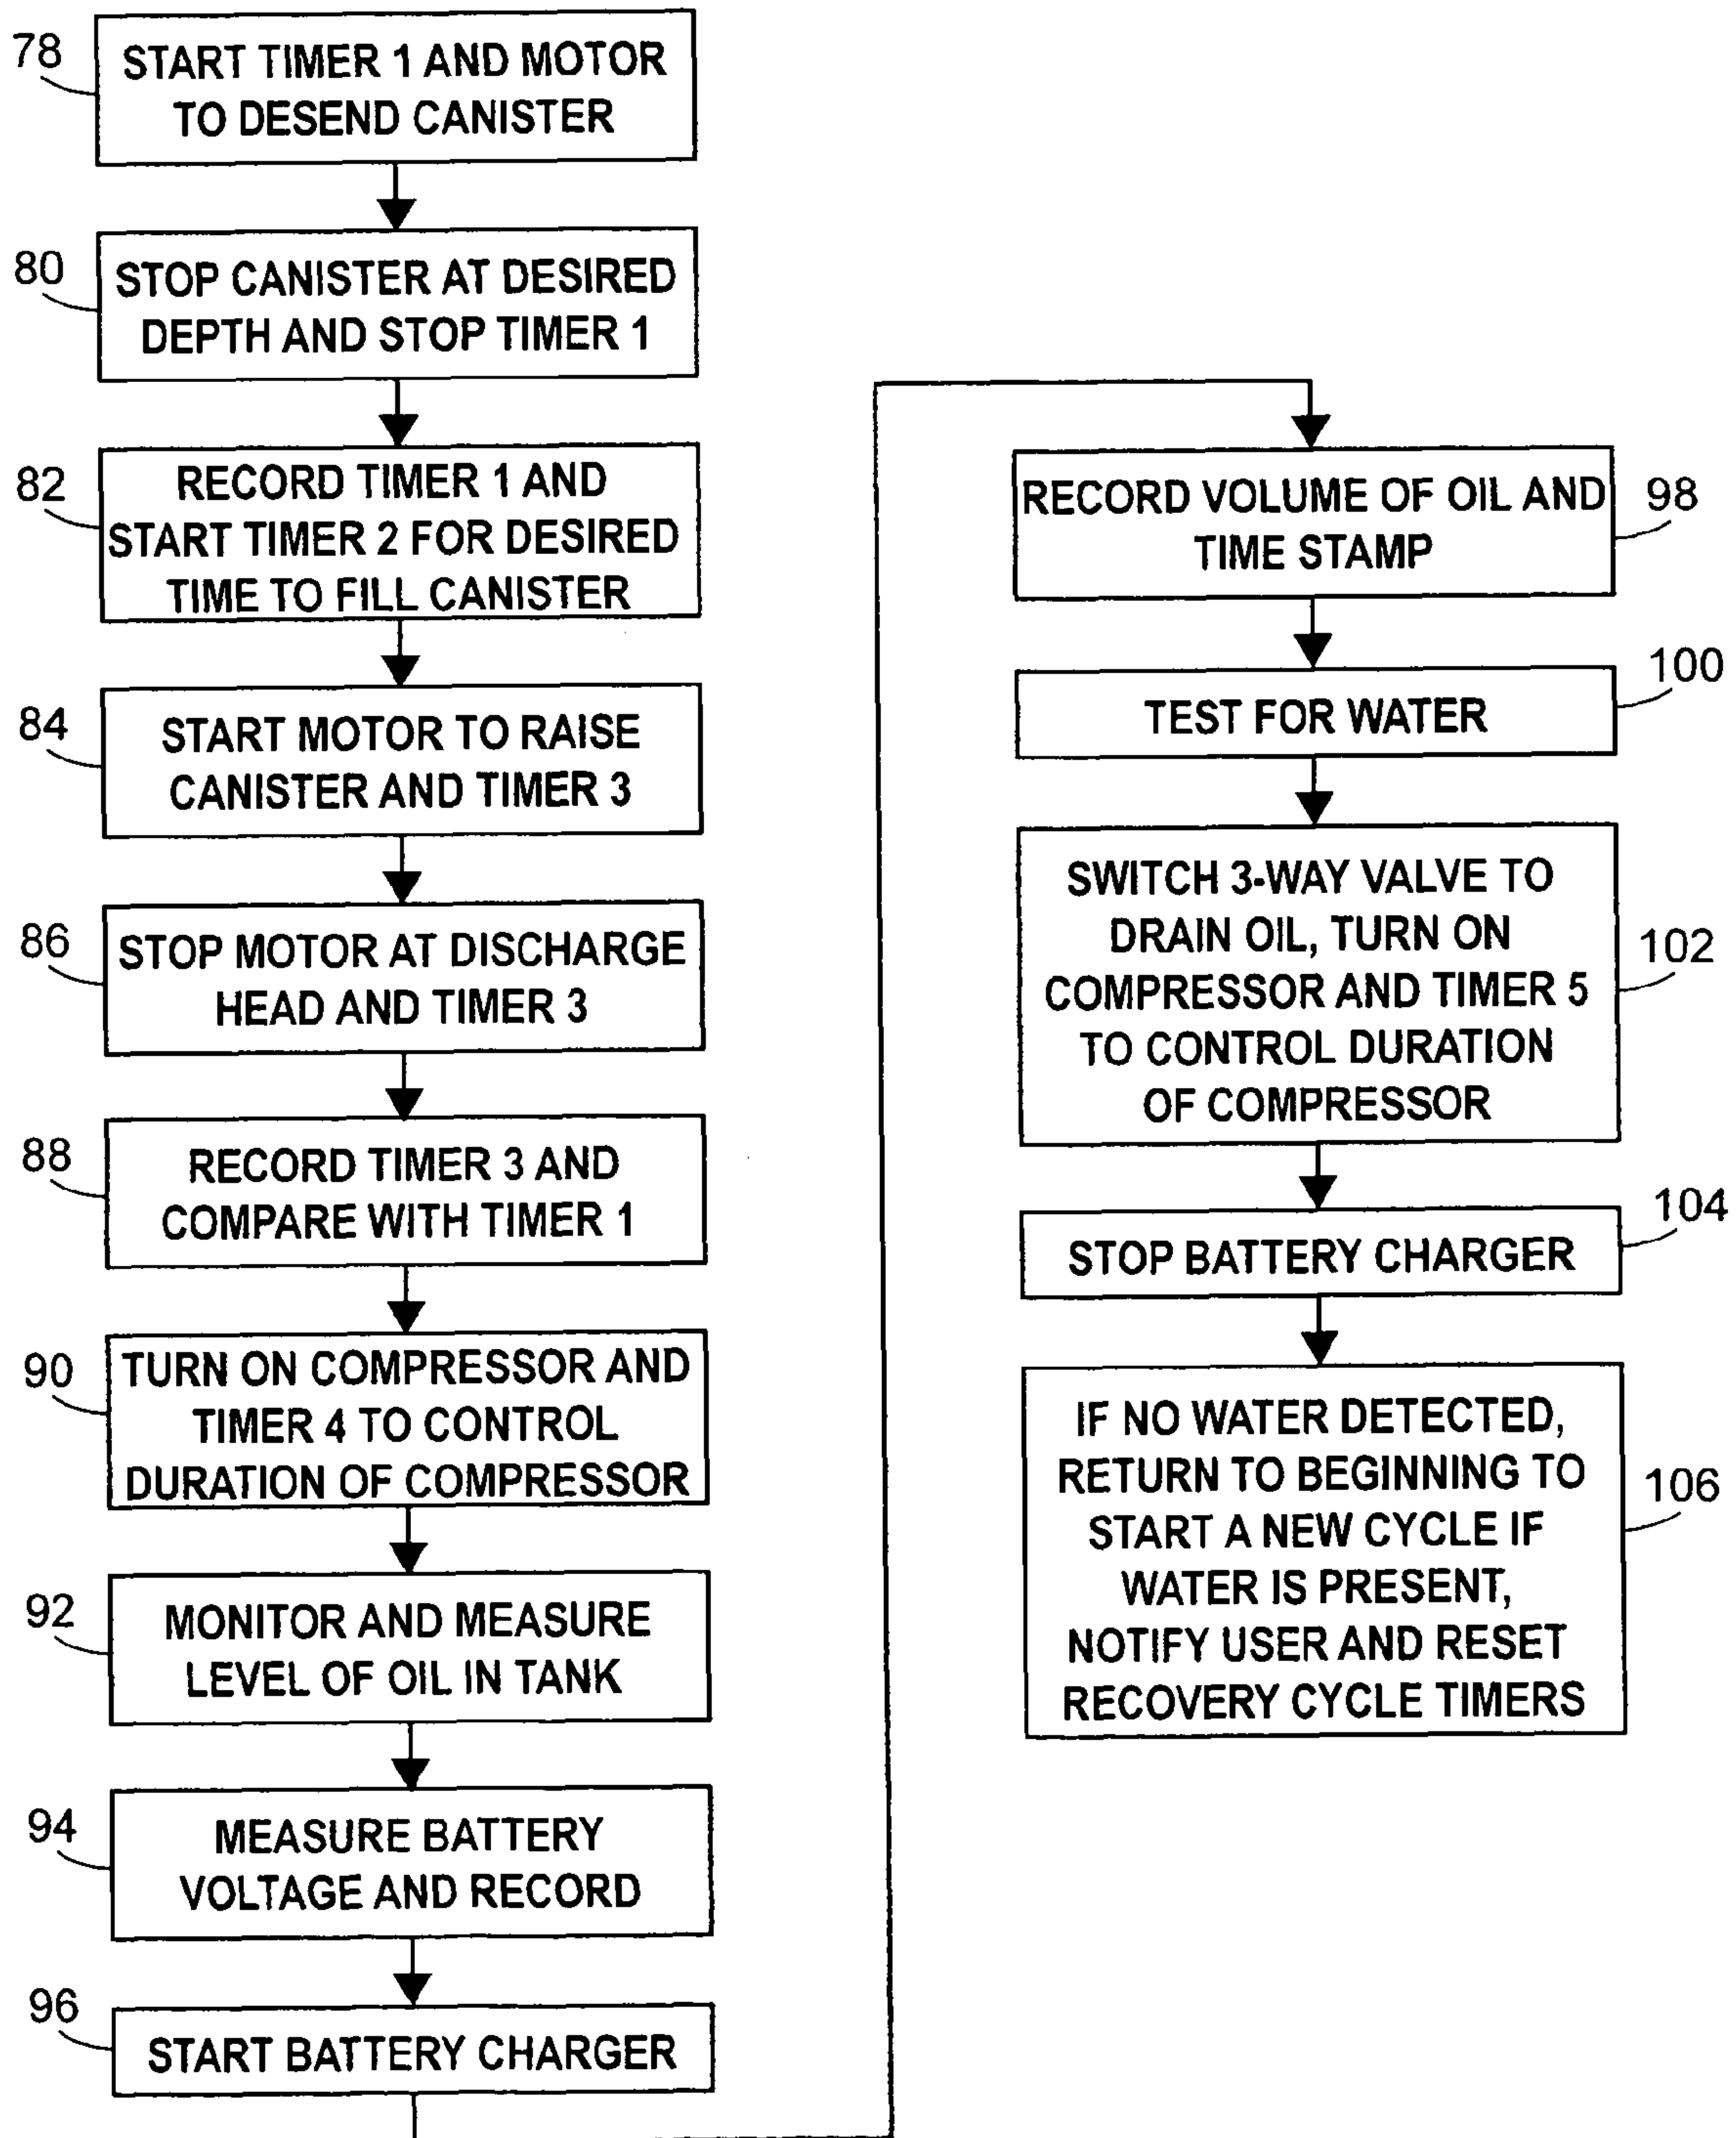 78
START TIMER 1 AND MOTOR
TO DESEND CANISTER
80
STOP CANISTER AT DESIRED
DEPTH AND STOP TIMER 1
82
RECORD TIMER 1 AND
START TIMER 2 FOR DESIRED
TIME TO FILL CANISTER
84
START MOTOR TO RAISE
CANISTER AND TIMER 3
86
STOP MOTOR AT DISCHARGE
HEAD AND TIMER 3
88
RECORD TIMER 3 AND
COMPARE WITH TIMER 1
90
TURN ON COMPRESSOR AND
TIMER 4 TO CONTROL
DURATION OF COMPRESSOR
92
MONITOR AND MEASURE
LEVEL OF OIL IN TANK
94
MEASURE BATTERY
VOLTAGE AND RECORD
96
START BATTERY CHARGER
RECORD VOLUME OF OIL AND
TIME STAMP
98
TEST FOR WATER
100
SWITCH 3-WAY VALVE TO
DRAIN OIL, TURN ON
COMPRESSOR AND TIMER 5
TO CONTROL DURATION
OF COMPRESSOR
102
STOP BATTERY CHARGER
104
IF NO WATER DETECTED,
RETURN TO BEGINNING TO
START A NEW CYCLE IF
WATER IS PRESENT,
NOTIFY USER AND RESET
RECOVERY CYCLE TIMERS
106